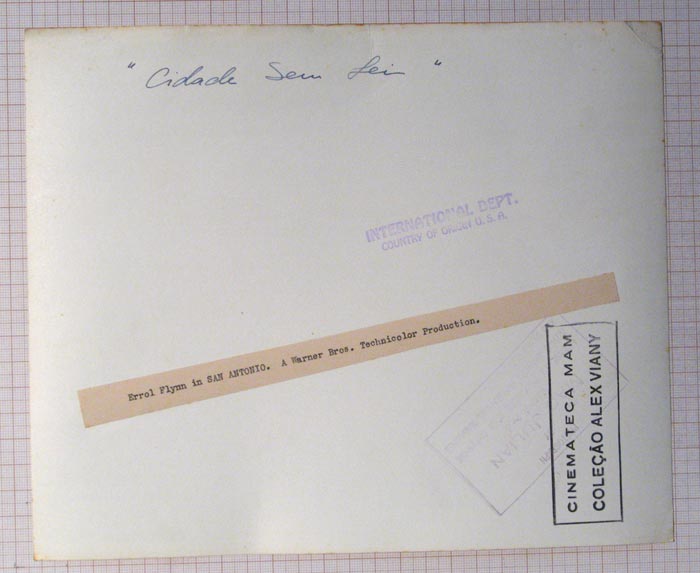 " Cidade Sem Lei "
INTERNATIONAL DEPT.
COUNTRY OF ORIGIN U.S.A.
Errol Flynn in SAN ANTONIO. A Warner Bros. Technicolor Production.
CINEMATECA MAM
COLEÇÃO ALEX VIANY